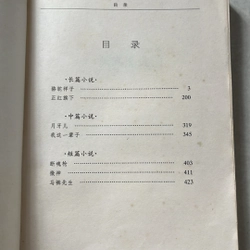 目录
目 录
·长篇小说·
骆驼祥子 3
正红旗下 200
·中篇小说·
月牙儿 319
我这一辈子 345
·短篇小说·
断魂枪 403
微神 411
马裤先生 423